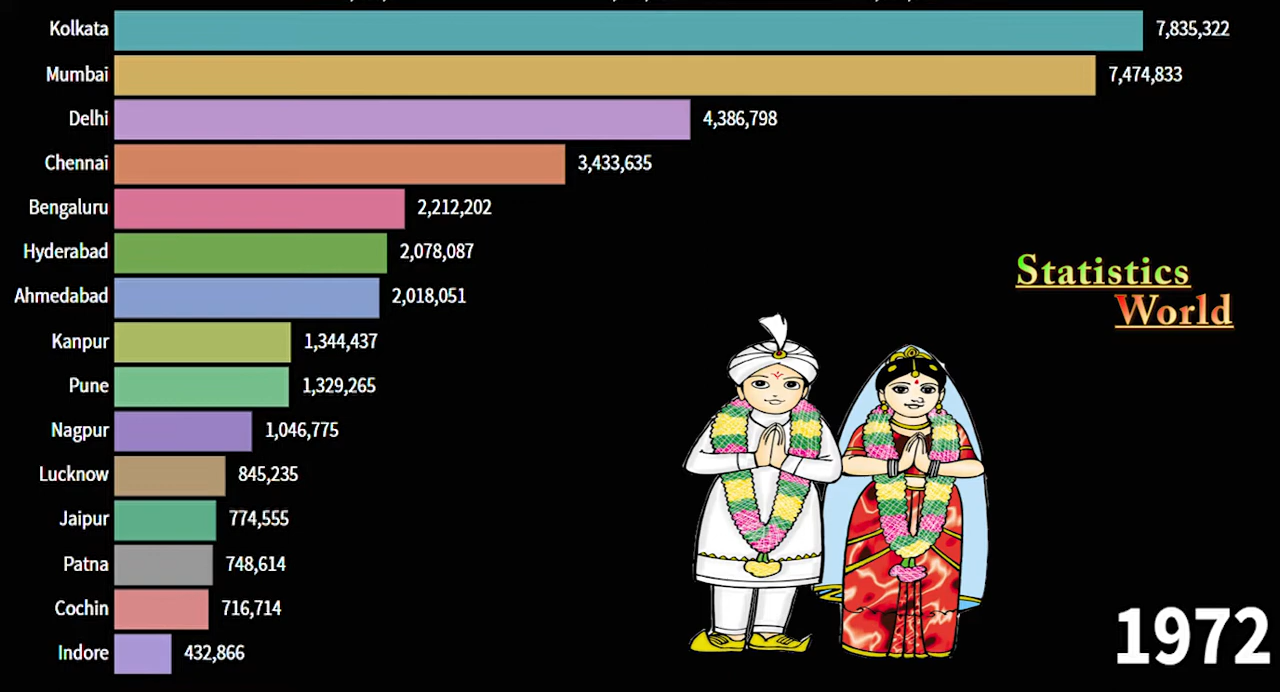 Kolkata 7,835,322
Mumbai 7,474,833
Delhi 4,386,798
Chennai 3,433,635
Bengaluru 2,212,202
Hyderabad 2,078,087
Ahmedabad 2,018,051
Kanpur 1,344,437
Pune 1,329,265
Nagpur 1,046,775
Lucknow 845,235
Jaipur 774,555
Patna 748,614
Cochin 716,714
Indore 432,866
Statistics
World
1972